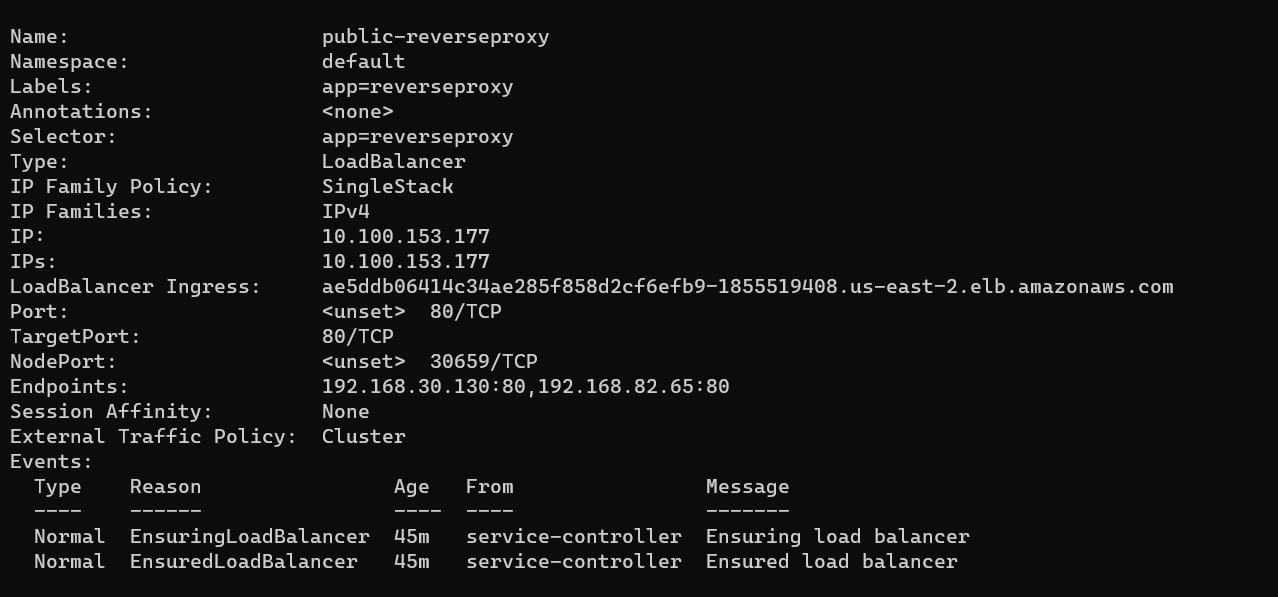 Name: public-reverseproxy
Namespace: default
Labels: app=reverseproxy
Annotations: <none>
Selector: app=reverseproxy
Type: LoadBalancer
IP Family Policy: SingleStack
IP Families: IPv4
IP: 10.100.153.177
IPs: 10.100.153.177
LoadBalancer Ingress: ae5ddb06414c34ae285f858d2cf6efb9-1855519408.us-east-2.elb.amazonaws.com
Port: <unset> 80/TCP
TargetPort: 80/TCP
NodePort: <unset> 30659/TCP
Endpoints: 192.168.30.130:80,192.168.82.65:80
Session Affinity: None
External Traffic Policy: Cluster
Events:
Type Reason Age From Message
---- ------ ---- ---- -------
Normal EnsuringLoadBalancer 45m service-controller Ensuring load balancer
Normal EnsuredLoadBalancer 45m service-controller Ensured load balancer